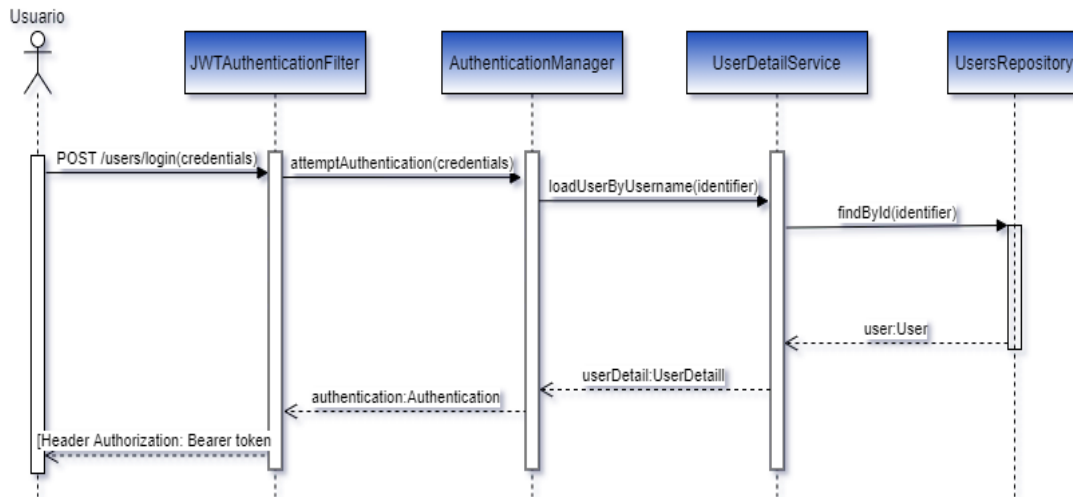 Usuario
JWTAuthenticationFilter
AuthenticationManager
UserDetailService
UsersRepository
POST /users/login(credentials)
attemptAuthentication(credentials)
loadUserByUsername(identifier)
findById(identifier)
user:User
userDetail:UserDetaill
authentication:Authentication
[Header Authorization: Bearer token